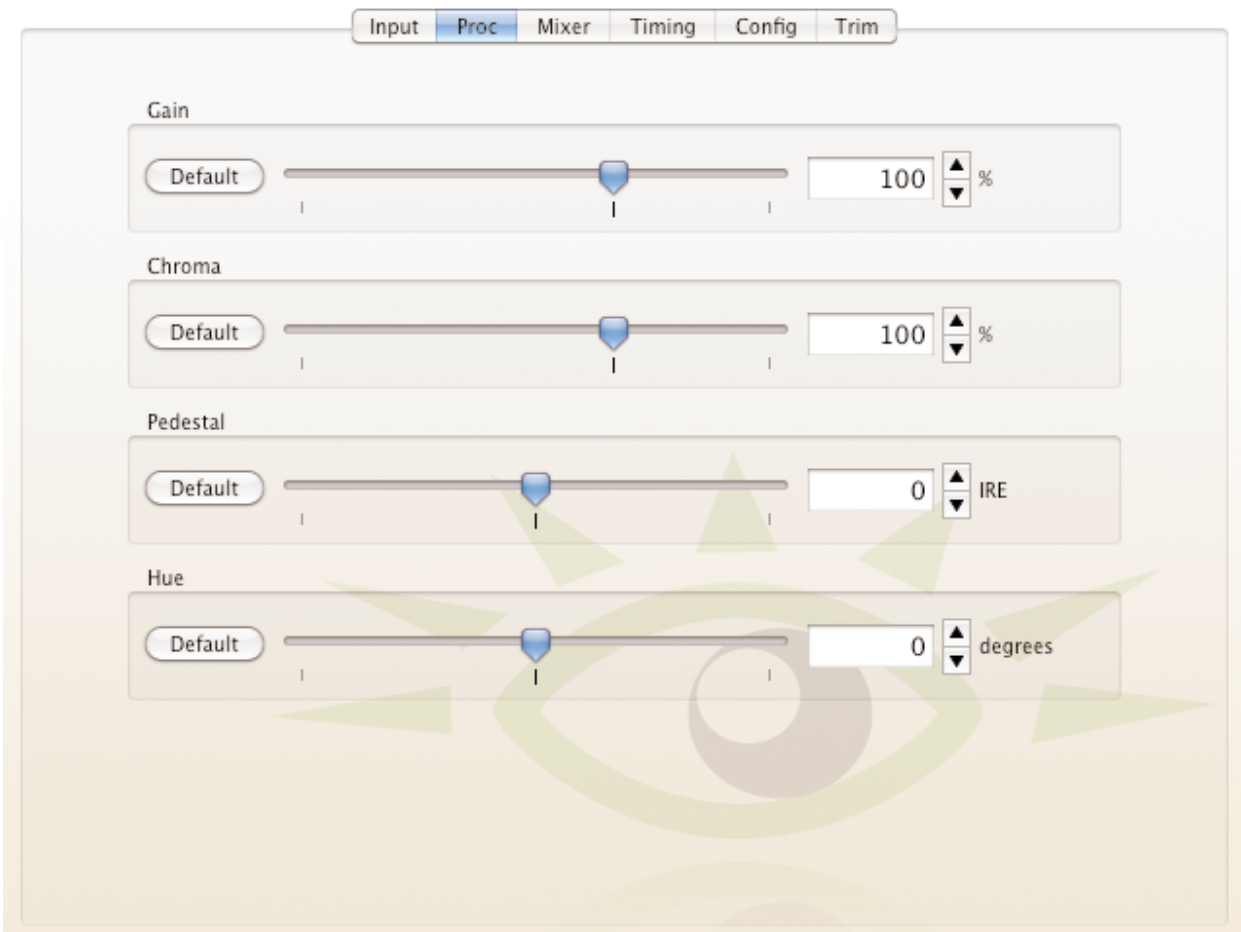 Input Proc Mixer Timing Config Trim
Gain
Default 100 %
Chroma
Default 100 %
Pedestal
Default 0 IRE
Hue
Default 0 degrees